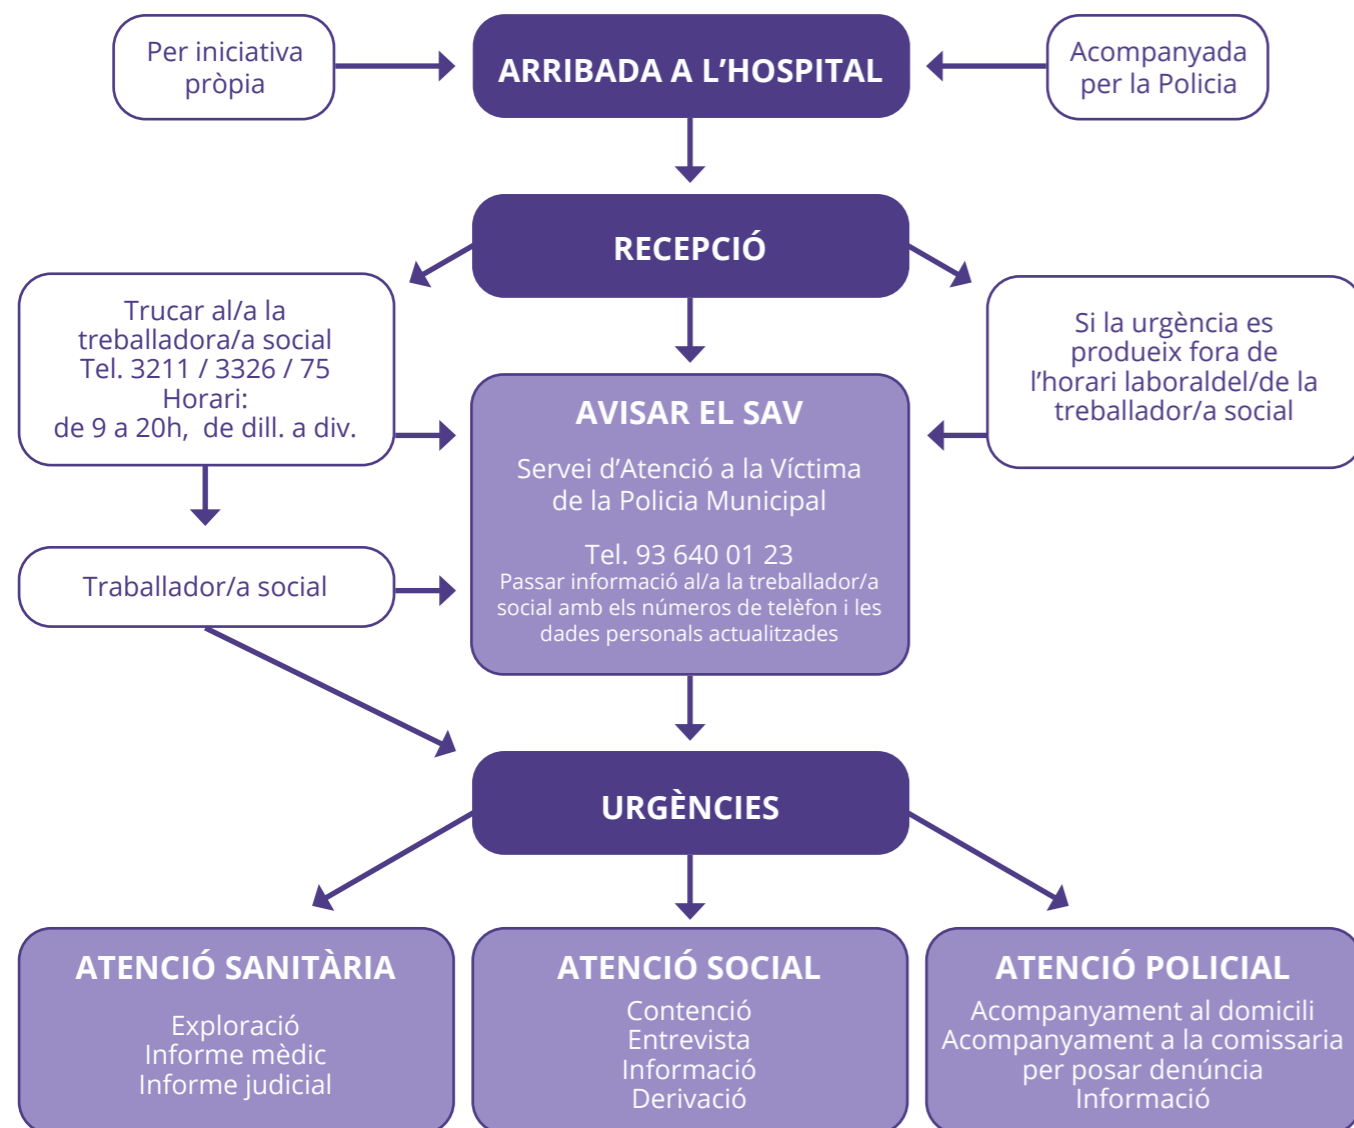 Per iniciativa
pròpia
ARRIBADA A L’HOSPITAL
Acompanyada
per la Policia
RECEPCIÓ
Trucar al/a la
treballadora/a social
Tel. 3211 / 3326 / 75
Horari:
de 9 a 20h, de dill. a div.
Si la urgència es
produeix fora de
l’horari laboraldel/de la
treballador/a social
AVISAR EL SAV
Servei d’Atenció a la Víctima
de la Policia Municipal
Tel. 93 640 01 23
Passar informació al/a la treballador/a
social amb els números de telèfon i les
dades personals actualitzades
Traballador/a social
URGÈNCIES
ATENCIÓ SANITÀRIA
Exploració
Informe mèdic
Informe judicial
ATENCIÓ SOCIAL
Contenció
Entrevista
Informació
Derivació
ATENCIÓ POLICIAL
Acompanyament al domicili
Acompanyament a la comissaria
per posar denúncia
Informació